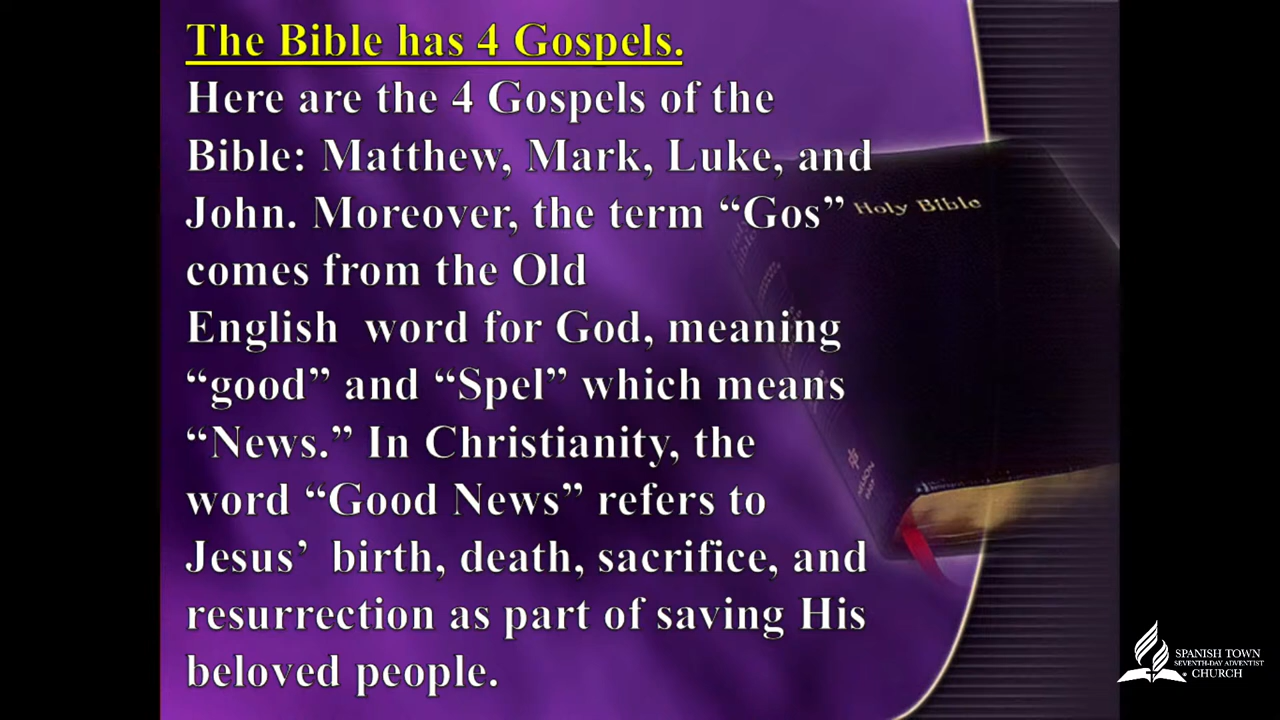 The Bible has 4 Gospels.
Here are the 4 Gospels of the
Bible: Matthew, Mark, Luke, and
John. Moreover, the term “Gos”
comes from the Old
English  word for God, meaning
“good” and “Spel” which means
“News.” In Christianity, the
word “Good News” refers to
Jesus’  birth, death, sacrifice, and
resurrection as part of saving His
beloved people.
Holy Bible
SPANISH TOWN
SEVENTH-DAY ADVENTIST
CHURCH